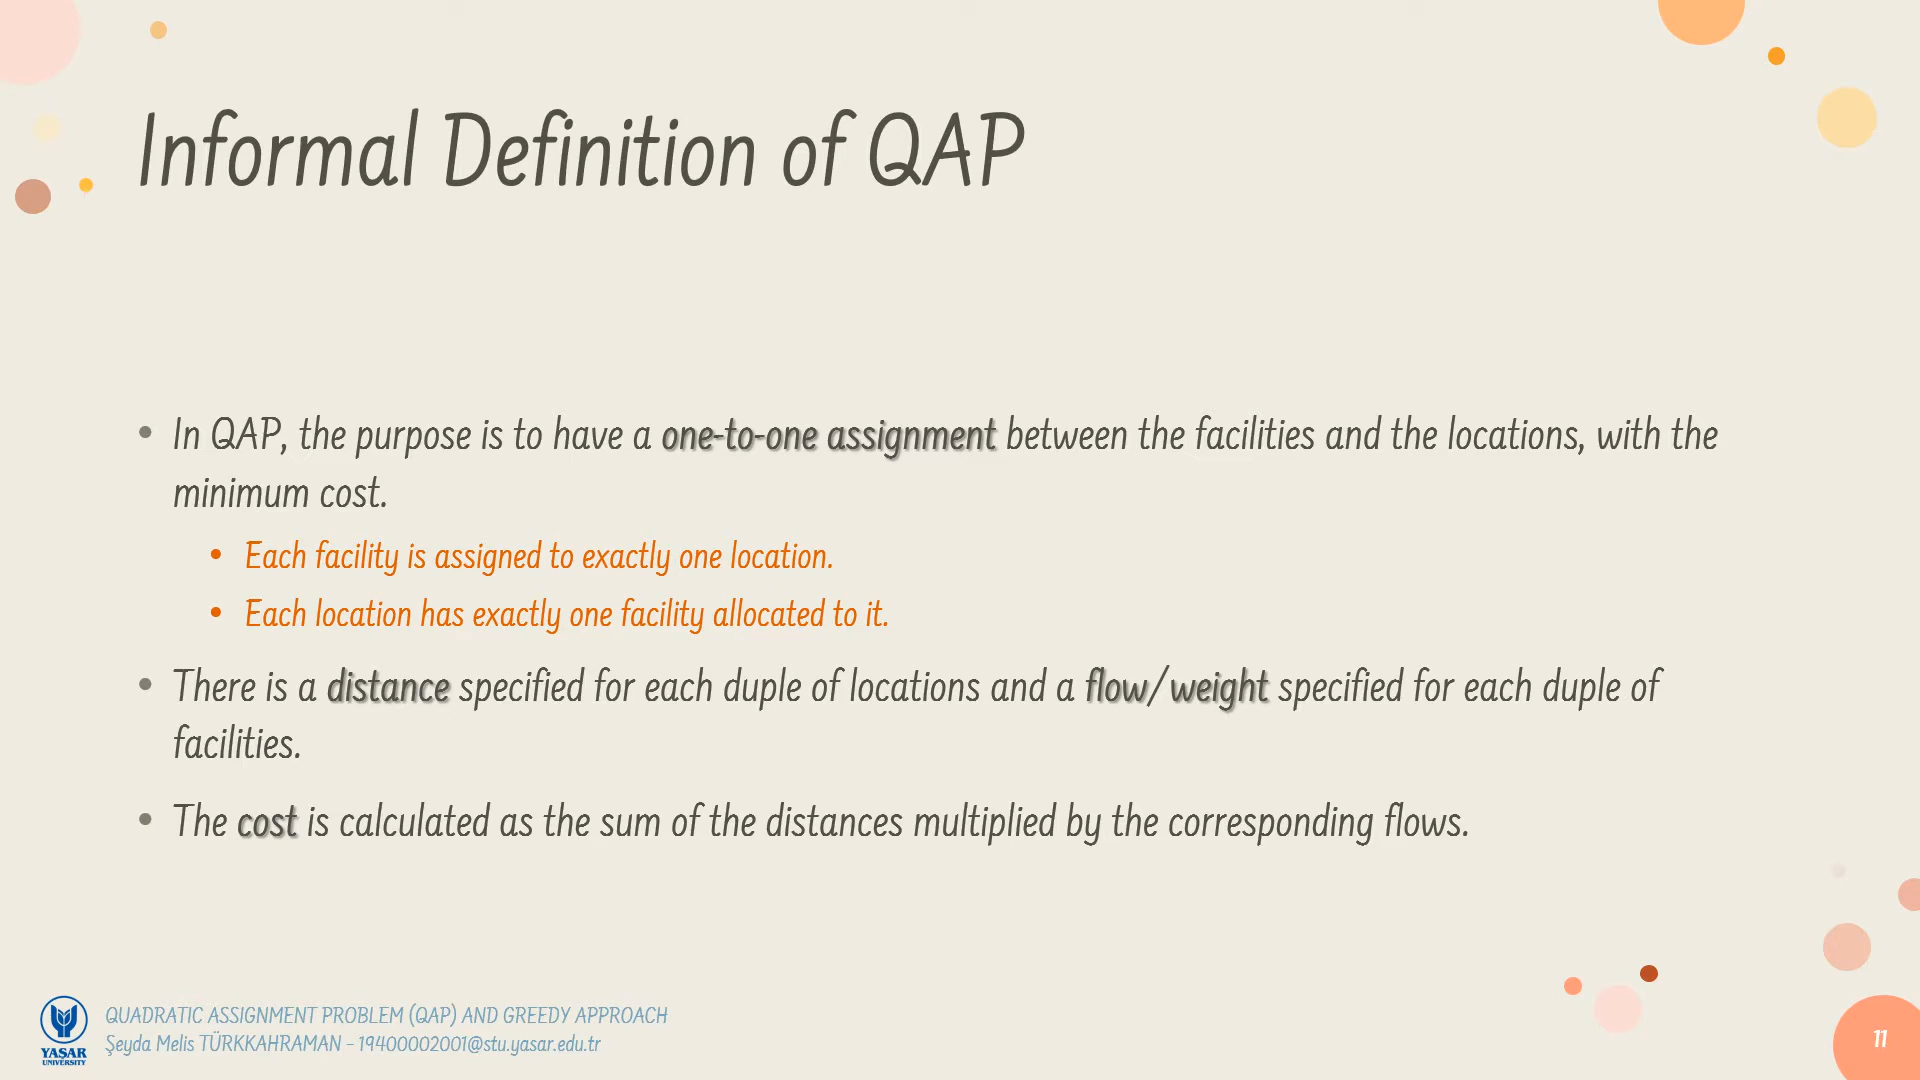 Informal Definition of QAP
• In QAP, the purpose is to have a one-to-one assignment between the facilities and the locations, with the
minimum cost.
• Each facility is assigned to exactly one location.
• Each location has exactly one facility allocated to it.
• There is a distance specified for each duple of locations and a flow/weight specified for each duple of
facilities.
• The cost is calculated as the sum of the distances multiplied by the corresponding flows.
QUADRATIC ASSIGNMENT PROBLEM (QAP) AND GREEDY APPROACH
Şeyda Melis TÜRKKAHRAMAN - 19400002001@stu.yasar.edu.tr
YAŞAR
UNIVERSITY
11